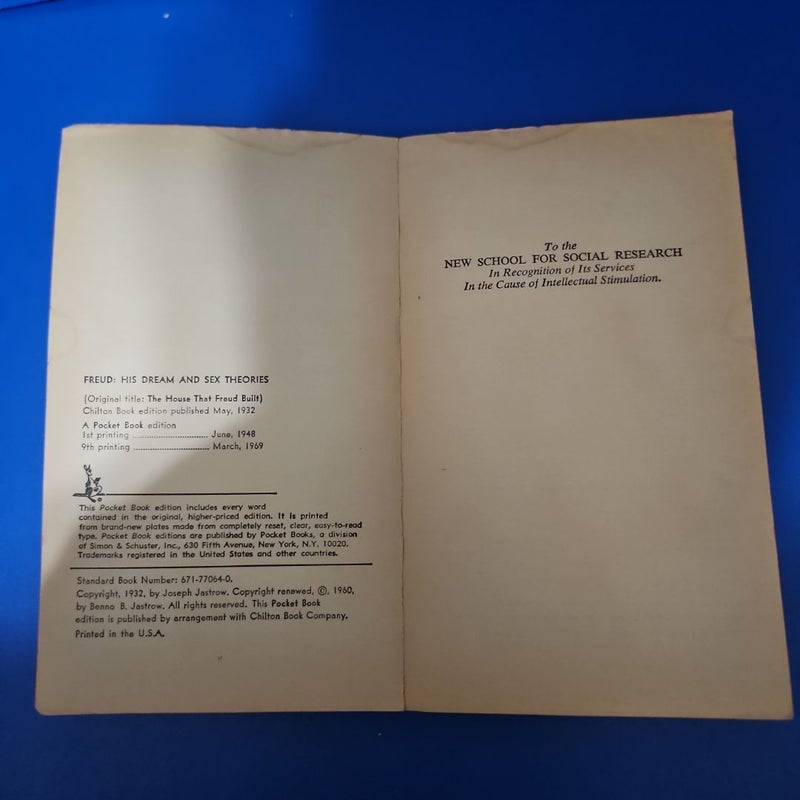 FREUD: HIS DREAM AND SEX THEORIES
(Original title: The House That Freud Built)
Chilton Book edition published May, 1932
A Pocket Book edition
1st printing .............................. June, 1948
9th printing .............................. March, 1969
This Pocket Book edition includes every word
contained in the original, higher-priced edition. It is printed
from brand-new plates made from completely reset, clear, easy-to-read
type. Pocket Book editions are published by Pocket Books, a division
of Simon & Schuster, Inc., 630 Fifth Avenue, New York, N.Y. 10020.
Trademarks registered in the United States and other countries.
Standard Book Number: 671-77064-0.
Copyright, 1932, by Joseph Jastrow. Copyright renewed, ©, 1960,
by Benno B. Jastrow. All rights reserved. This Pocket Book
edition is published by arrangement with Chilton Book Company.
Printed in the U.S.A.
To the
NEW SCHOOL FOR SOCIAL RESEARCH
In Recognition of Its Services
In the Cause of Intellectual Stimulation.